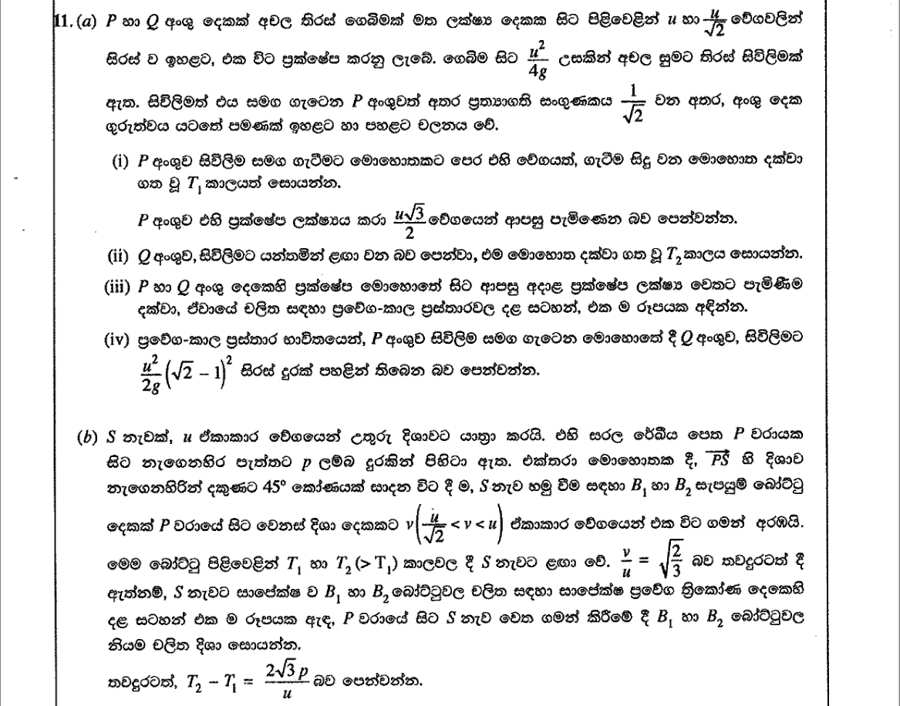 11. (a) P හා Q අංශු දෙකක් අචල තිරස් ගෙබිමක් මත ලක්ෂ්‍ය දෙකක සිට පිළිවෙළින් u හා u/√2 වේගවලින්
සිරස් ව ඉහළට, එක විට ප්‍රක්ෂේප කරනු ලැබේ. ගෙබිම සිට u²/4g උසකින් අචල සුමට තිරස් සිවිලිමක්
ඇත. සිවිලිමත් එය සමග ගැටෙන P අංශුවත් අතර ප්‍රත්‍යාගති සංගුණකය 1/√2 වන අතර, අංශු දෙක
ගුරුත්වය යටතේ පමණක් ඉහළට හා පහළට චලනය වේ.
(i) P අංශුව සිවිලිම සමග ගැටීමට මොහොතකට පෙර එහි වේගයත්, ගැටීම සිදු වන මොහොත දක්වා
ගත වූ T₁ කාලයත් සොයන්න.
P අංශුව එහි ප්‍රක්ෂේප ලක්ෂ්‍යය කරා u√3/2 වේගයෙන් ආපසු පැමිණෙන බව පෙන්වන්න.
(ii) Q අංශුව, සිවිලිමට යන්තමින් ළඟා වන බව පෙන්වා, එම මොහොත දක්වා ගත වූ T₂ කාලය සොයන්න.
(iii) P හා Q අංශු දෙකෙහි ප්‍රක්ෂේප මොහොතේ සිට ආපසු අදාළ ප්‍රක්ෂේප ලක්ෂ්‍ය වෙතට පැමිණීම
දක්වා, ඒවායේ චලිත සඳහා ප්‍රවේග-කාල ප්‍රස්තාරවල දළ සටහන්, එක ම රූපයක අඳින්න.
(iv) ප්‍රවේග-කාල ප්‍රස්තාර භාවිතයෙන්, P අංශුව සිවිලිම සමග ගැටෙන මොහොතේ දී Q අංශුව, සිවිලිමට
u²/2g (√2 − 1)² සිරස් දුරක් පහළින් තිබෙන බව පෙන්වන්න.
(b) S නැවක්, u ඒකාකාර වේගයෙන් උතුරු දිශාවට යාත්‍රා කරයි. එහි සරල රේඛීය පෙත P වරායක
සිට නැගෙනහිර පැත්තට p ලම්බ දුරකින් පිහිටා ඇත. එක්තරා මොහොතක දී, P͞S හි දිශාව
නැගෙනහිරින් දකුණට 45° කෝණයක් සාදන විට දී ම, S නැව හමු වීම සඳහා B₁ හා B₂ සැපයුම් බෝට්ටු
දෙකක් P වරායේ සිට වෙනස් දිශා දෙකකට v(u/√2 < v < u) ඒකාකාර වේගයෙන් එක විට ගමන් අරඹයි.
මෙම බෝට්ටු පිළිවෙළින් T₁ හා T₂ (> T₁) කාලවල දී S නැවට ළඟා වේ. v/u = √(2/3) බව තවදුරටත් දී
ඇත්නම්, S නැවට සාපේක්ෂ ව B₁ හා B₂ බෝට්ටුවල චලිත සඳහා සාපේක්ෂ ප්‍රවේග ත්‍රිකෝණ දෙකෙහි
දළ සටහන් එක ම රූපයක ඇඳ, P වරායේ සිට S නැව වෙත ගමන් කිරීමේ දී B₁ හා B₂ බෝට්ටුවල
නියම චලිත දිශා සොයන්න.
තවදුරටත්, T₂ − T₁ = 2√3 p/u බව පෙන්වන්න.